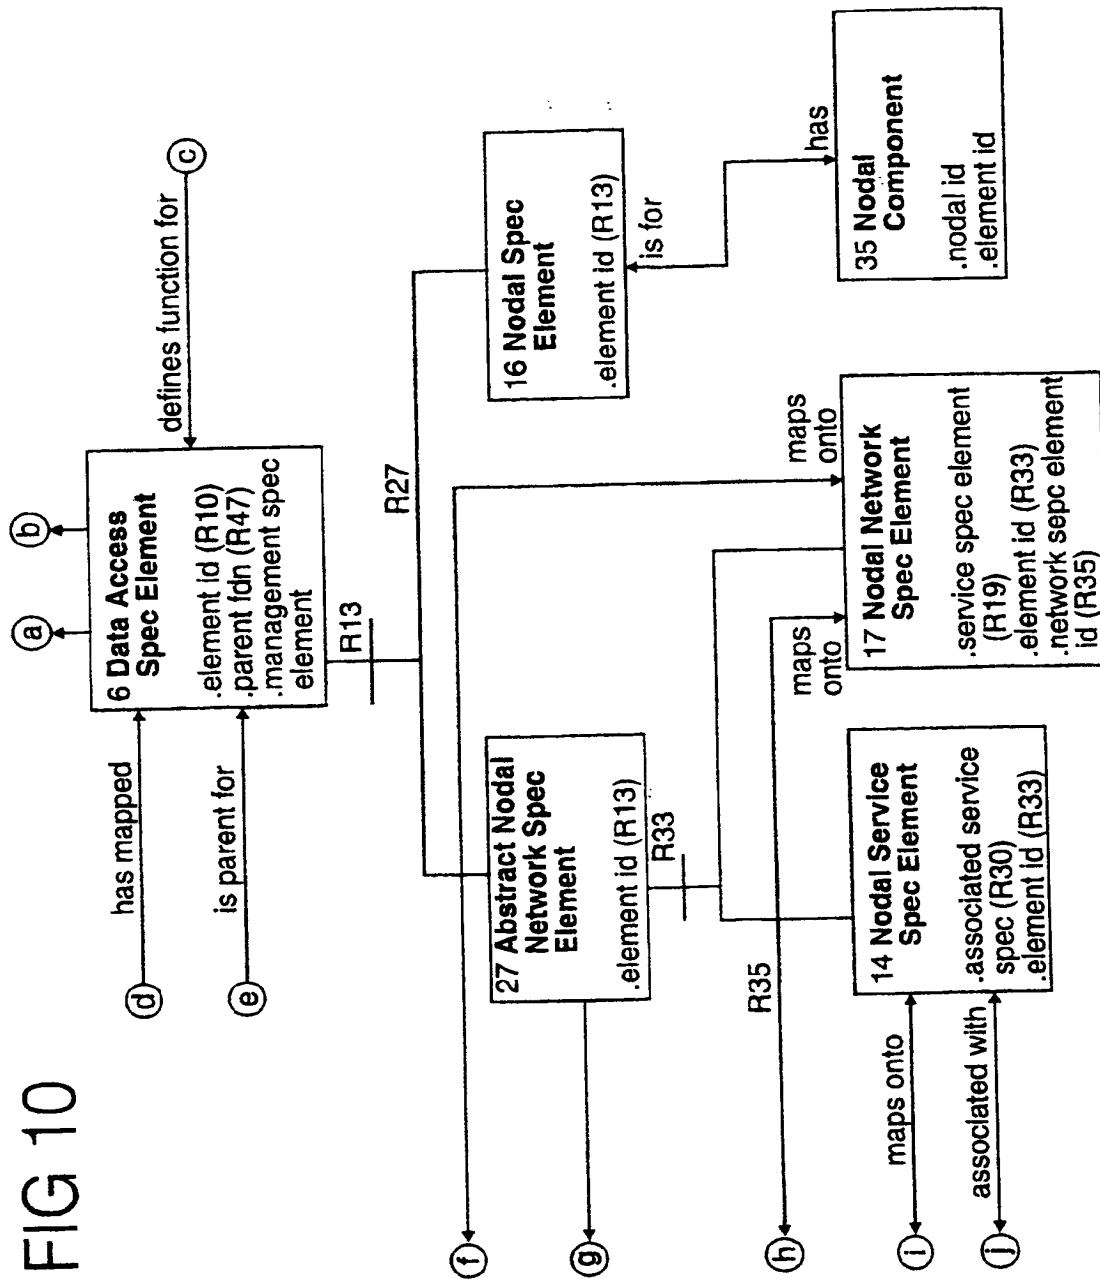 FIG 10
a
b
c
defines function for
d
has mapped
e
is parent for
6 Data Access
Spec Element
.element id (R10)
.parent fdn (R47)
.management spec
element
R13
R27
f
g
27 Abstract Nodal
Network Spec
Element
.element id (R13)
R33
16 Nodal Spec
Element
.element id (R13)
is for
has
35 Nodal
Component
.nodal id
.element id
h
R35
maps
onto
maps
onto
17 Nodal Network
Spec Element
.service spec element
(R19)
.element id (R33)
.network sepc element
id (R35)
i
maps onto
j
associated with
14 Nodal Service
Spec Element
.associated service
spec (R30)
.element id (R33)